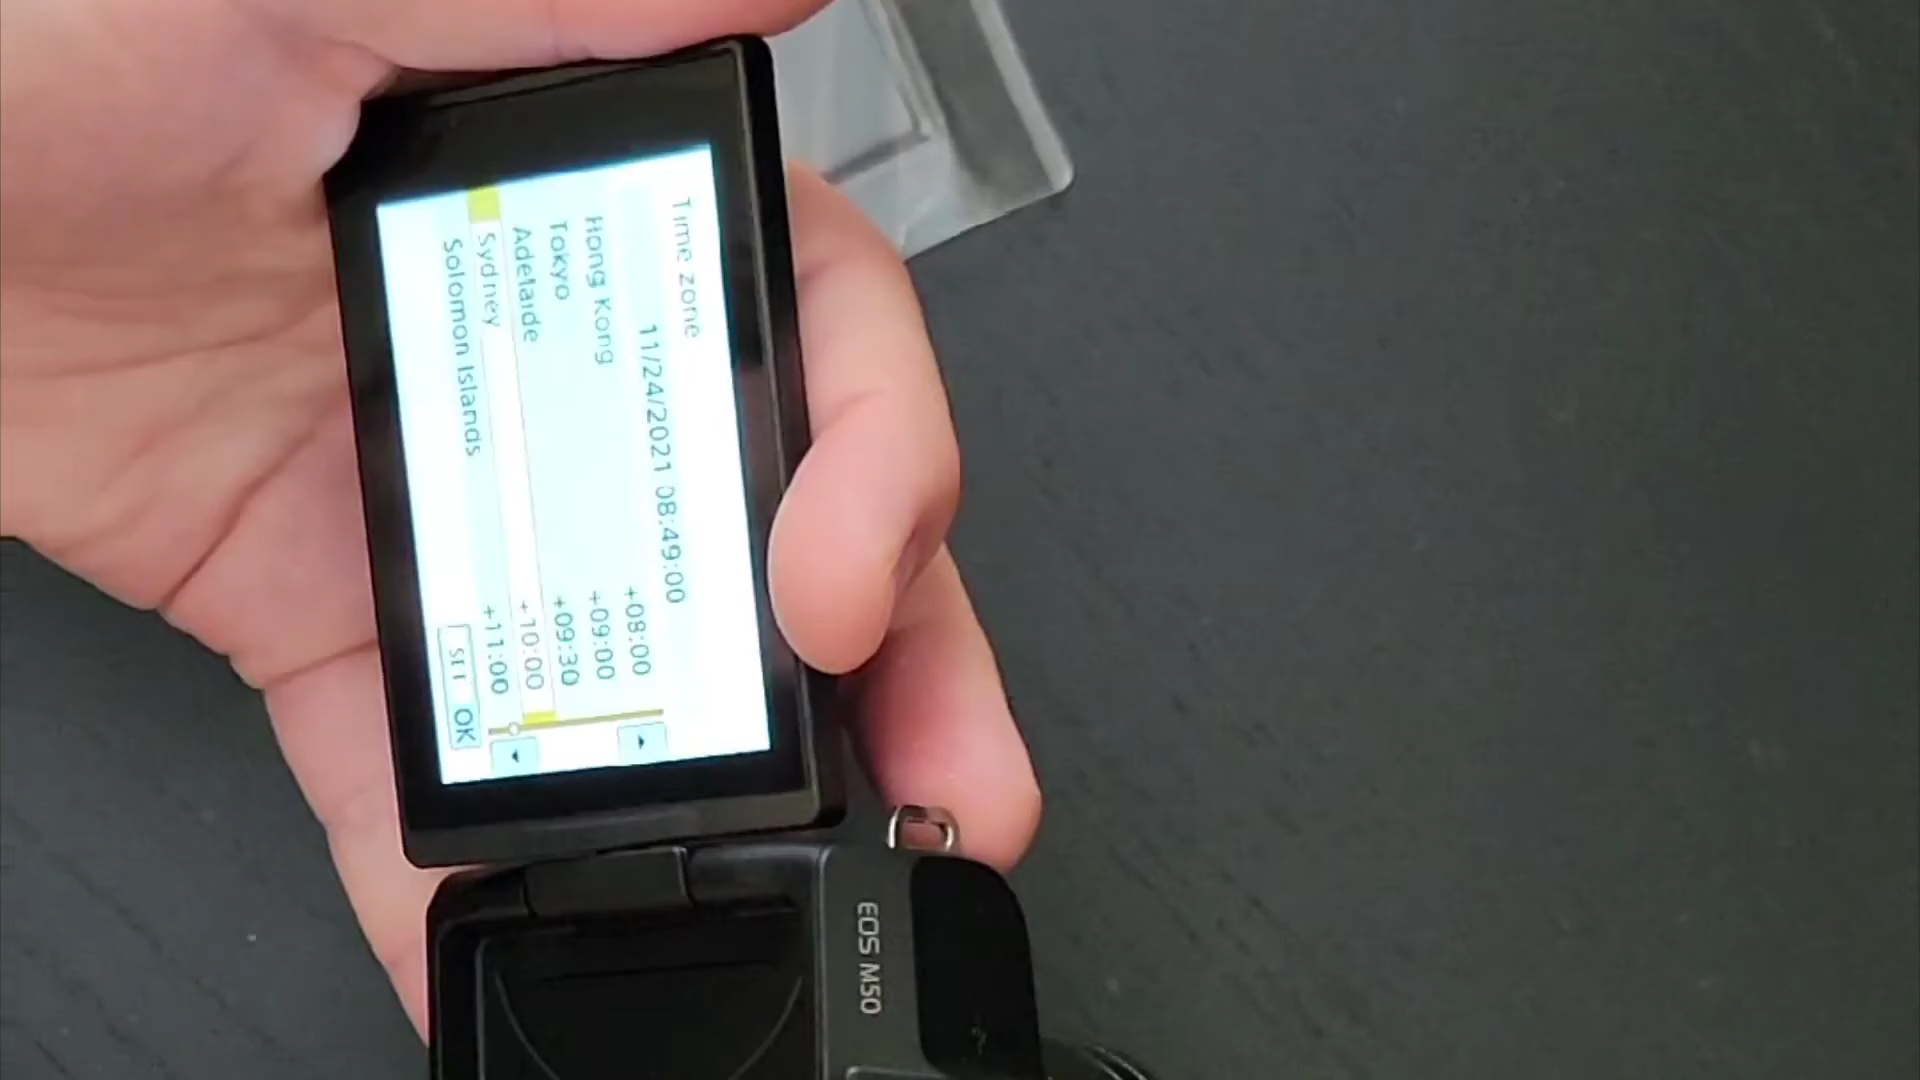 Time zone
11/24/2021 08:49:00
Hong Kong +08:00
Tokyo +09:00
Adelaide +09:30
Sydney +10:00
Solomon Islands +11:00
SET OK
EOS M50